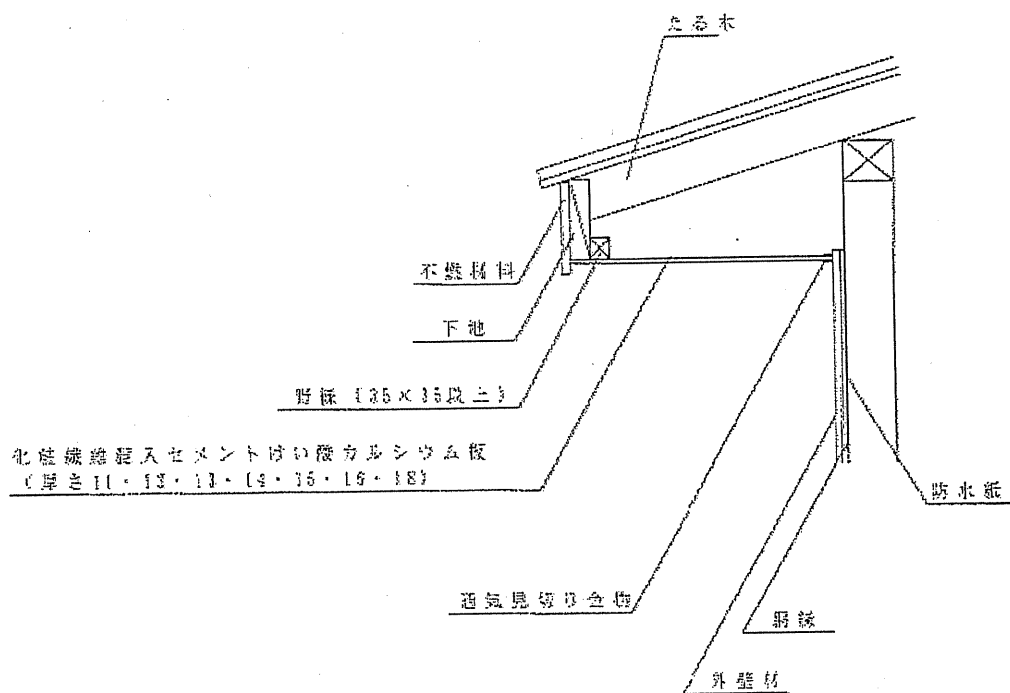 たる木
不燃材料
下地
野縁(35×35以上)
化粧繊維混入セメントけい酸カルシウム板
(厚さ11・12・13・14・15・16・18)
防水紙
通気見切り金物
胴縁
外壁材